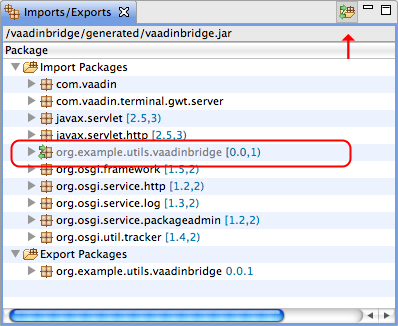 Imports/Exports
/vaadinbridge/generated/vaadinbridge.jar
Package
Import Packages
com.vaadin
com.vaadin.terminal.gwt.server
javax.servlet [2.5,3)
javax.servlet.http [2.5,3)
org.example.utils.vaadinbridge [0.0,1)
org.osgi.framework [1.5,2)
org.osgi.service.http [1.2,2)
org.osgi.service.log [1.3,2)
org.osgi.service.packageadmin [1.2,2)
org.osgi.util.tracker [1.4,2)
Export Packages
org.example.utils.vaadinbridge 0.0.1